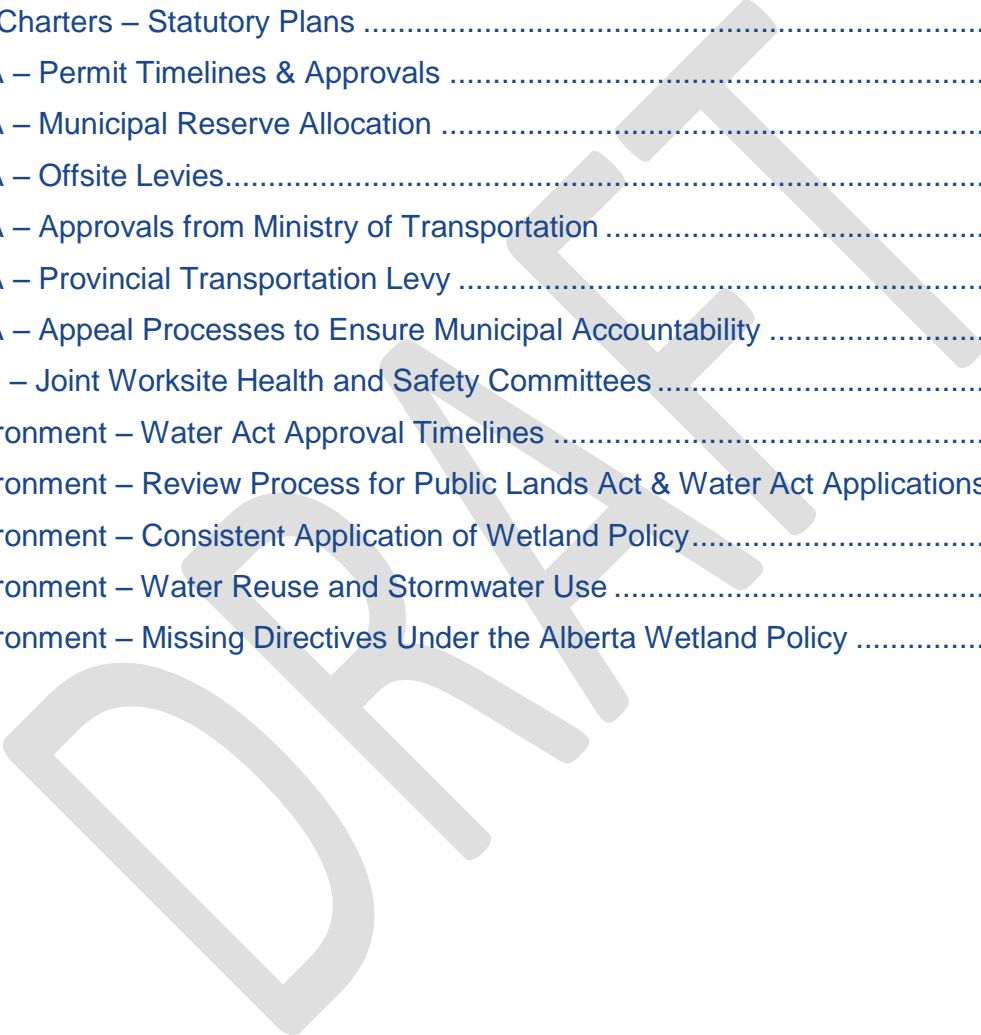 Charters – Statutory Plans ................................................................................
– Permit Timelines & Approvals ................................................................................
– Municipal Reserve Allocation ................................................................................
– Offsite Levies................................................................................
– Approvals from Ministry of Transportation ................................................................................
– Provincial Transportation Levy ................................................................................
– Appeal Processes to Ensure Municipal Accountability ................................................................................
– Joint Worksite Health and Safety Committees ................................................................................
ronment – Water Act Approval Timelines ................................................................................
ronment – Review Process for Public Lands Act & Water Act Applications
ronment – Consistent Application of Wetland Policy................................................................................
ronment – Water Reuse and Stormwater Use ................................................................................
ronment – Missing Directives Under the Alberta Wetland Policy ...............
DRAFT